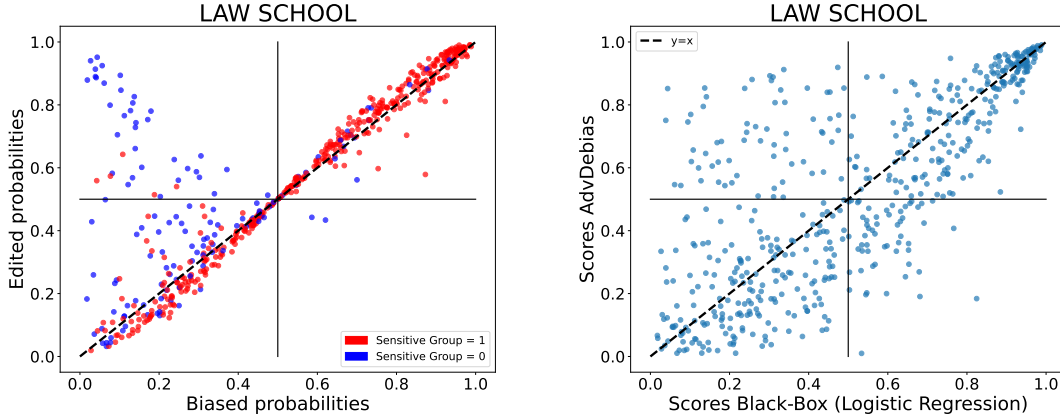 LAW SCHOOL
Edited probabilities
1.0
0.8
0.6
0.4
0.2
0.0
Sensitive Group = 1
Sensitive Group = 0
0.0 0.2 0.4 0.6 0.8 1.0
Biased probabilities
LAW SCHOOL
y=x
Scores AdvDebias
1.0
0.8
0.6
0.4
0.2
0.0
0.0 0.2 0.4 0.6 0.8 1.0
Scores Black-Box (Logistic Regression)